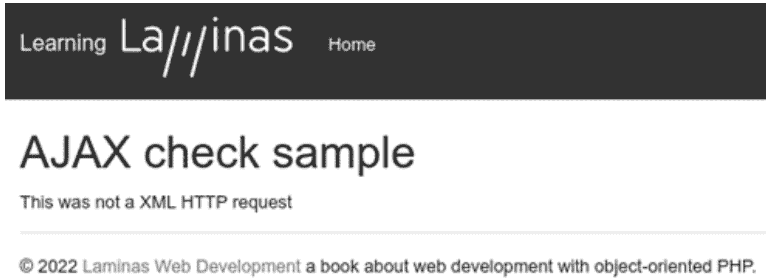 Learning Laminas Home
AJAX check sample
This was not a XML HTTP request
© 2022 Laminas Web Development a book about web development with object-oriented PHP.